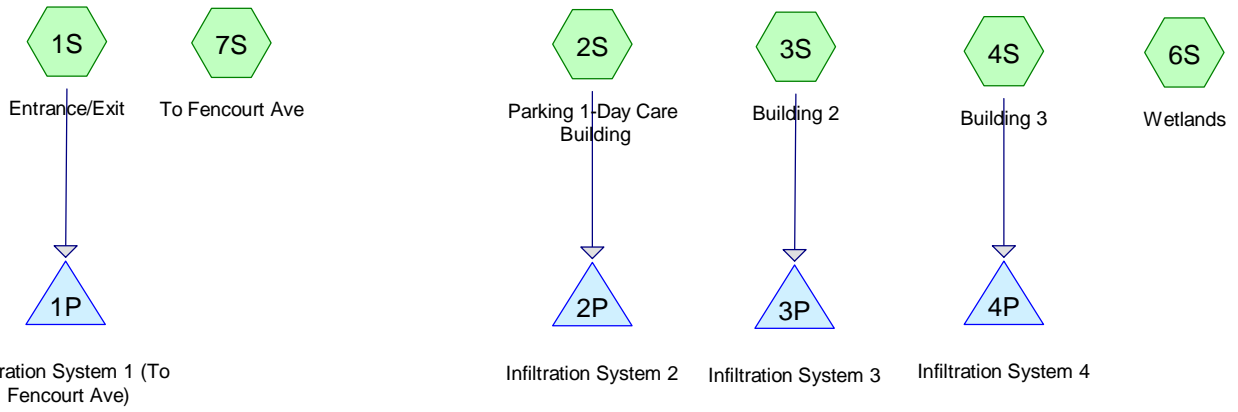 1S
7S
2S
3S
4S
6S
Entrance/Exit
To Fencourt Ave
Parking 1-Day Care
Building
Building 2
Building 3
Wetlands
1P
2P
3P
4P
System 1 (To
Fencourt Ave)
Infiltration System 2
Infiltration System 3
Infiltration System 4